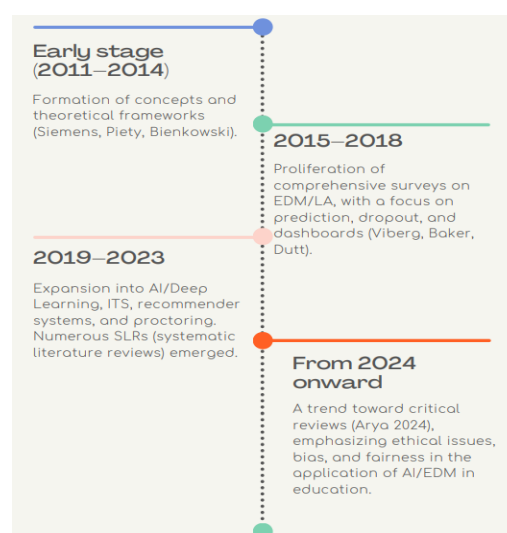 Early stage
(2011–2014)
Formation of concepts and
theoretical frameworks
(Siemens, Piety, Bienkowski).
2015–2018
Proliferation of
comprehensive surveys on
EDM/LA, with a focus on
prediction, dropout, and
dashboards (Viberg, Baker,
Dutt).
2019–2023
Expansion into AI/Deep
Learning, ITS, recommender
systems, and proctoring.
Numerous SLRs (systematic
literature reviews) emerged.
From 2024
onward
A trend toward critical
reviews (Arya 2024),
emphasizing ethical issues,
bias, and fairness in the
application of AI/EDM in
education.